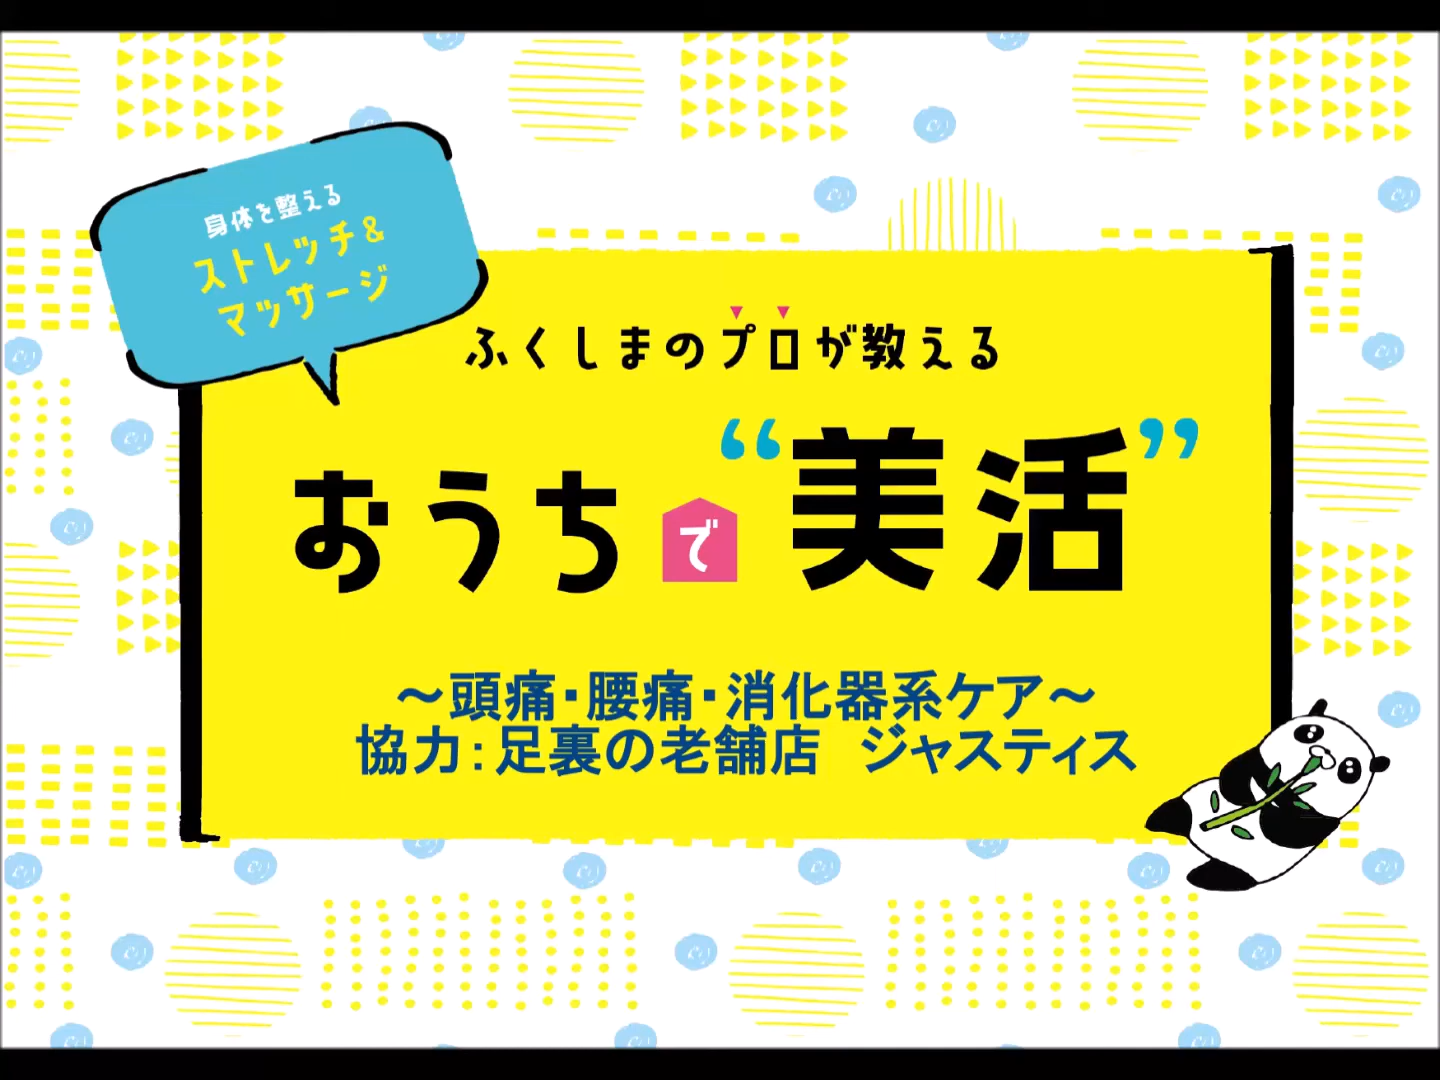 身体を整える
ストレッチ&
マッサージ
ふくしまのプロが教える
おうちで“美活”
～頭痛・腰痛・消化器系ケア～
協力：足裏の老舗店　ジャスティス